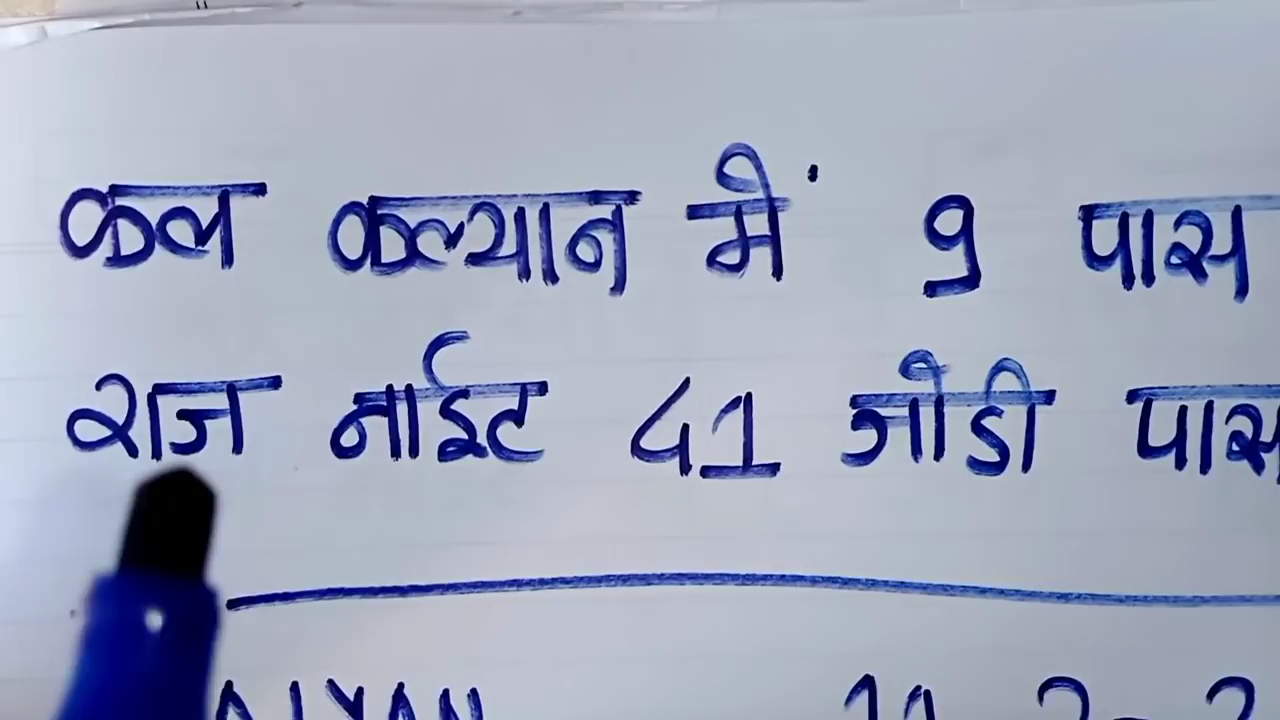 कल कल्यान में 9 पास
राज नाईट 41 जोडी पास